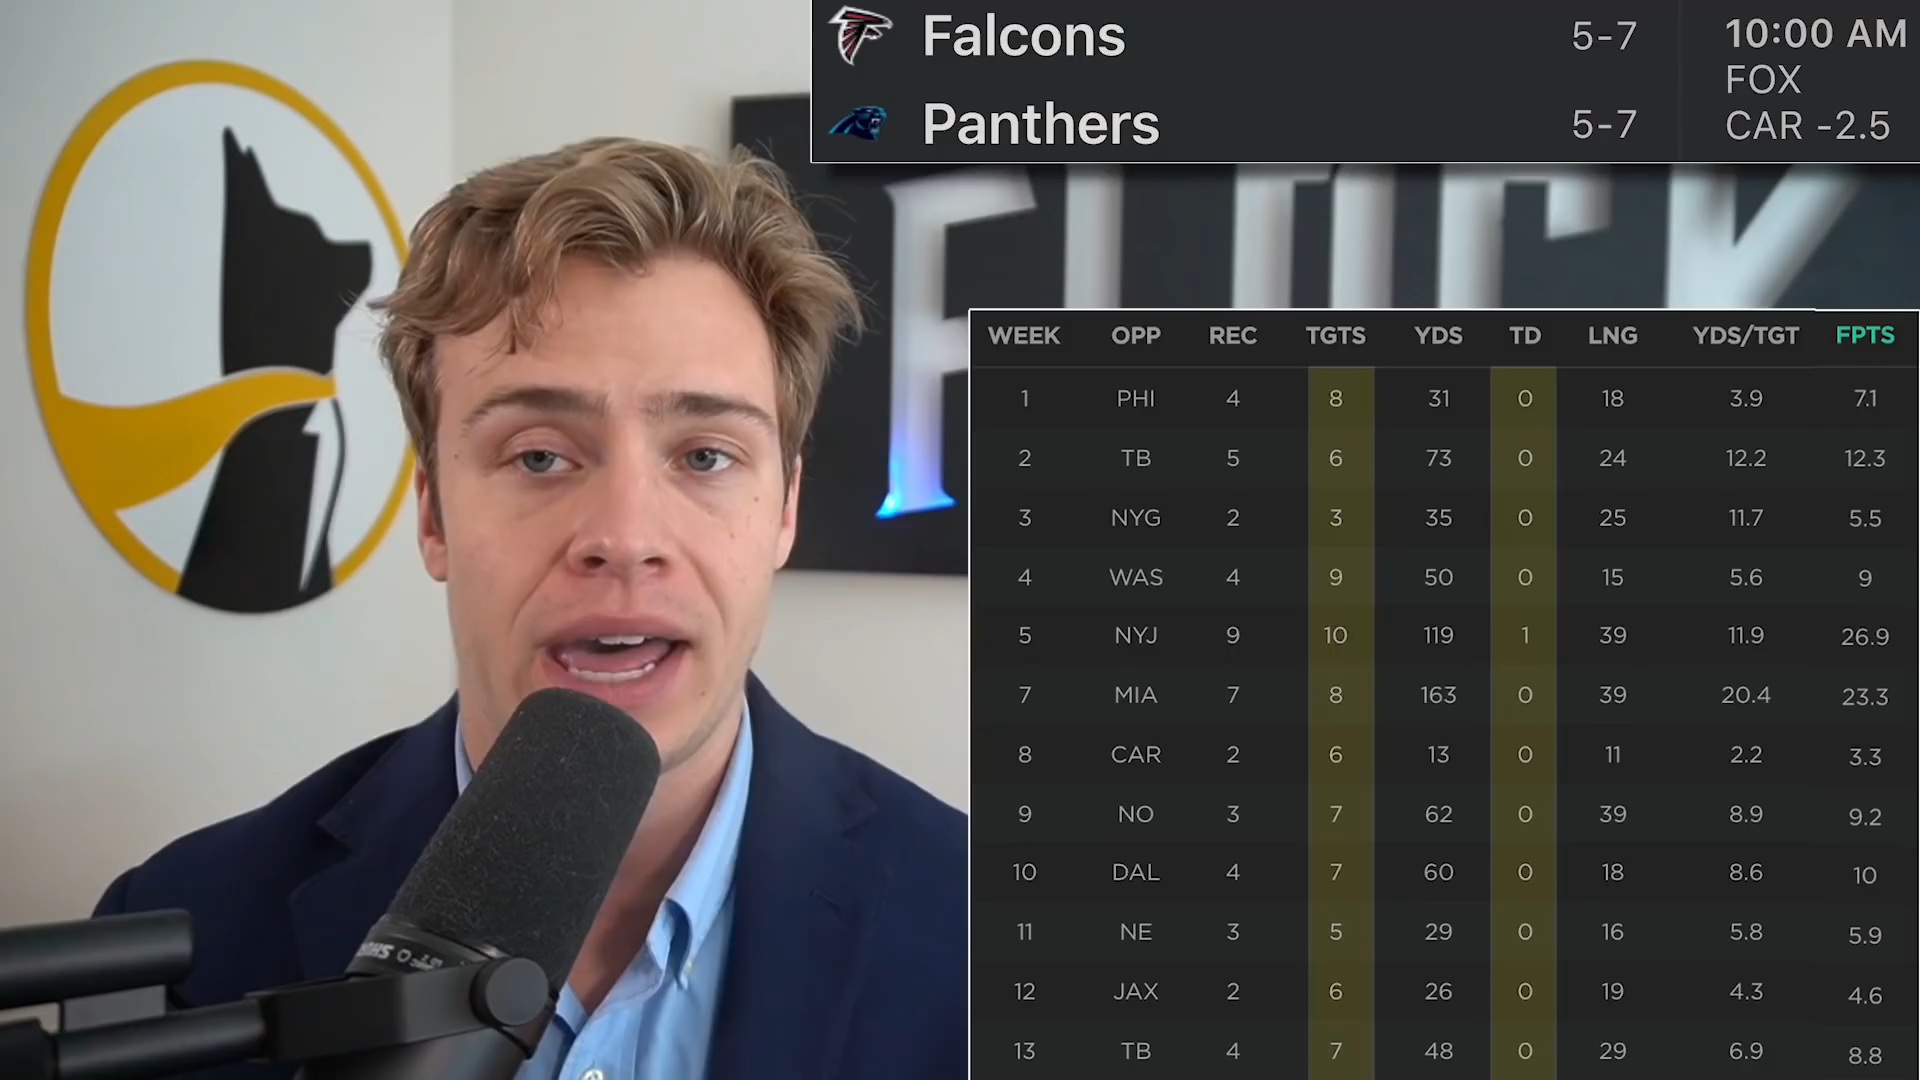 Falcons 5-7 10:00 AM
FOX
Panthers 5-7 CAR -2.5
FLOCK
WEEK OPP REC TGTS YDS TD LNG YDS/TGT FPTS
1 PHI 4 8 31 0 18 3.9 7.1
2 TB 5 6 73 0 24 12.2 12.3
3 NYG 2 3 35 0 25 11.7 5.5
4 WAS 4 9 50 0 15 5.6 9
5 NYJ 9 10 119 1 39 11.9 26.9
7 MIA 7 8 163 0 39 20.4 23.3
8 CAR 2 6 13 0 11 2.2 3.3
9 NO 3 7 62 0 39 8.9 9.2
10 DAL 4 7 60 0 18 8.6 10
11 NE 3 5 29 0 16 5.8 5.9
12 JAX 2 6 26 0 19 4.3 4.6
13 TB 4 7 48 0 29 6.9 8.8